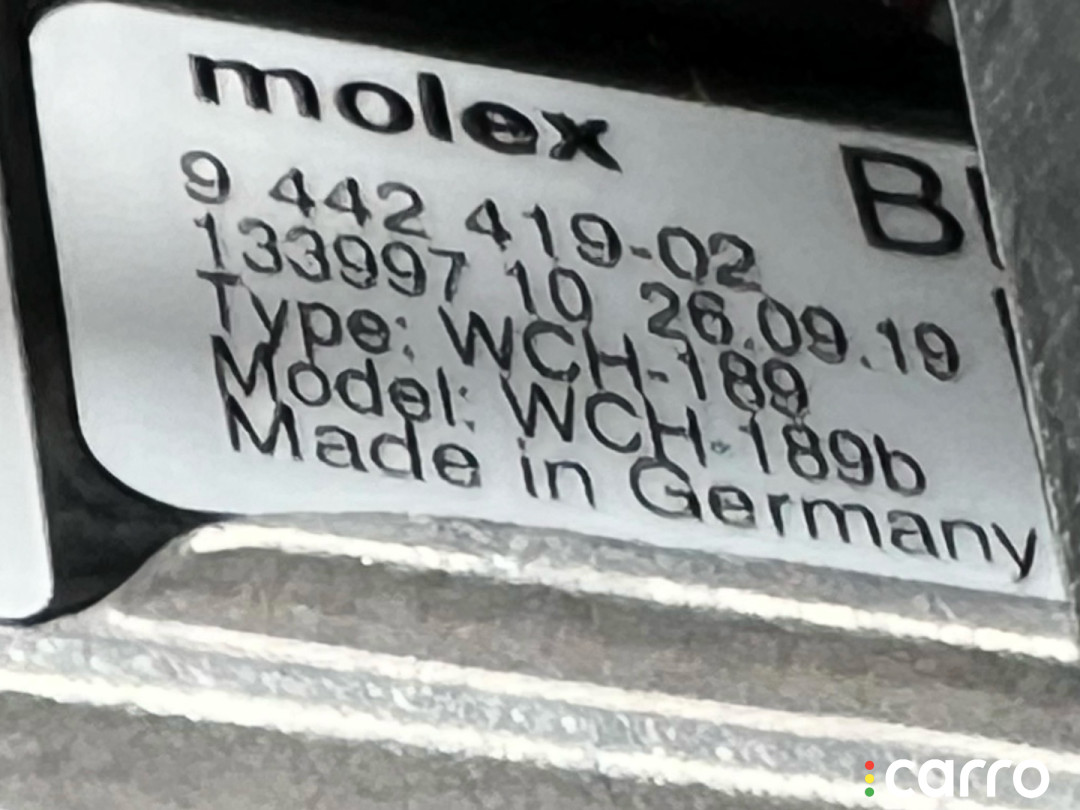 molex
9 442 419-02
133997 10 26.09.19
Type: WCH-189
Model: WCH-189b
Made in Germany
carro